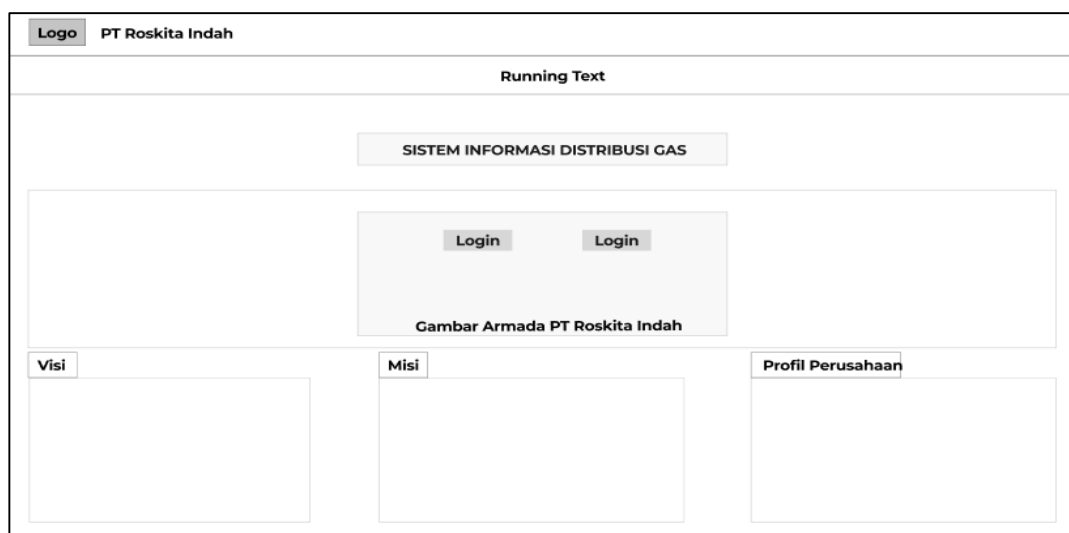 Logo PT Roskita Indah
Running Text
SISTEM INFORMASI DISTRIBUSI GAS
Login Login
Gambar Armada PT Roskita Indah
Visi Misi Profil Perusahaan